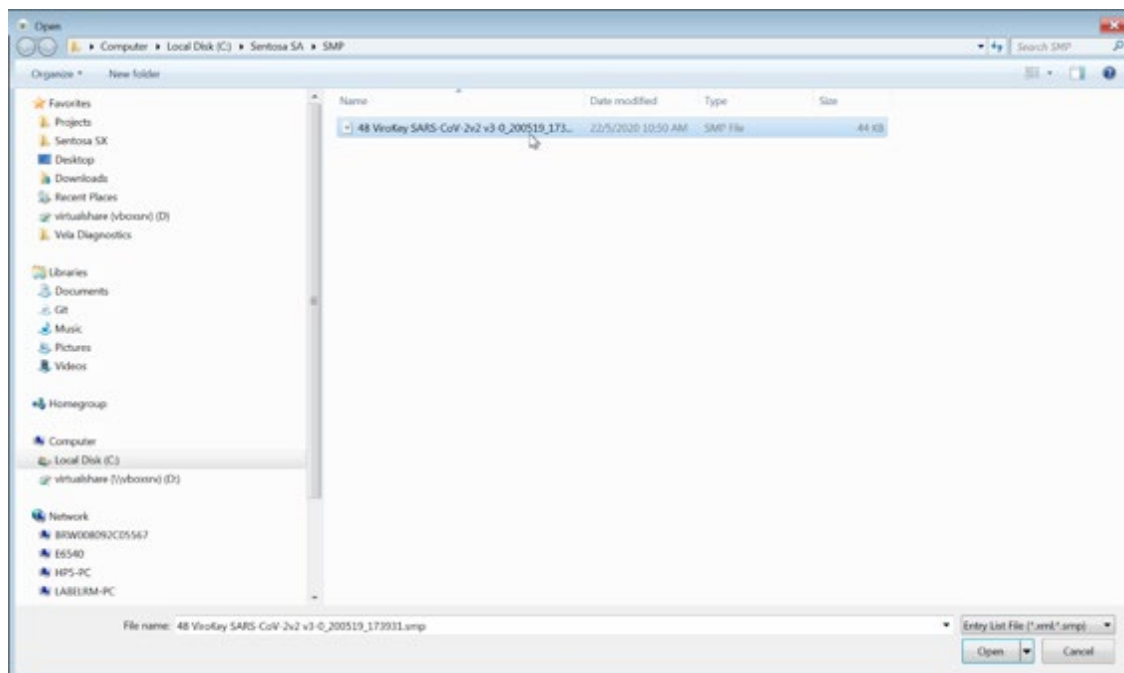 Open
Computer ▸ Local Disk (C:) ▸ Sentosa SA ▸ SMP
Search SMP
Organize
New folder
Favorites
Projects
Sentosa SX
Desktop
Downloads
Recent Places
virtualshare (vboxsrv) (D)
Vela Diagnostics
Libraries
Documents
Git
Music
Pictures
Videos
Homegroup
Computer
Local Disk (C:)
virtualshare (\\vboxsrv) (D:)
Network
BRW008092C05567
E6540
HPS-PC
LABELRM-PC
Name Date modified Type Size
48 ViroKey SARS-CoV-2v2 v3-0_200519_173... 22/5/2020 10:50 AM SMP File 44 KB
File name: 48 ViroKey SARS-CoV-2v2 v3-0_200519_173931.smp
Entry List File (*.xml;*.smp)
Open
Cancel